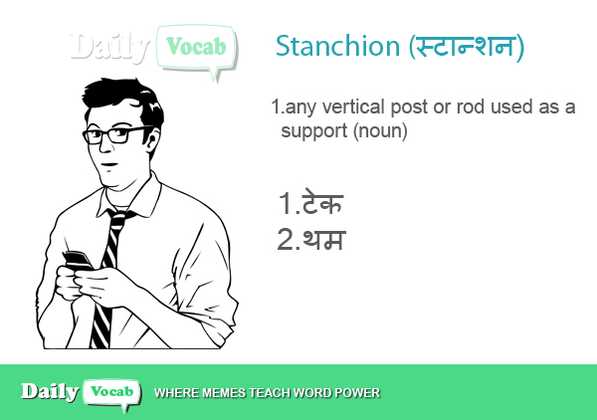 Daily Vocab
Stanchion (स्टान्शन)
1.any vertical post or rod used as a
support (noun)
1.टेक
2.थम
Daily Vocab WHERE MEMES TEACH WORD POWER